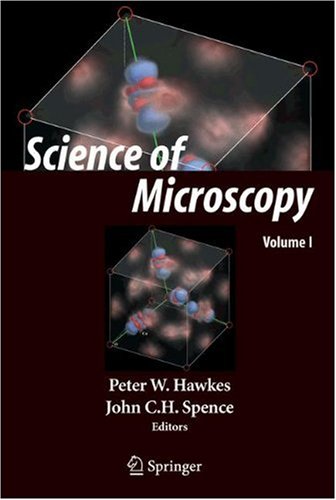 Science of
Microscopy
Volume I
Peter W. Hawkes
John C.H. Spence
Editors
Springer